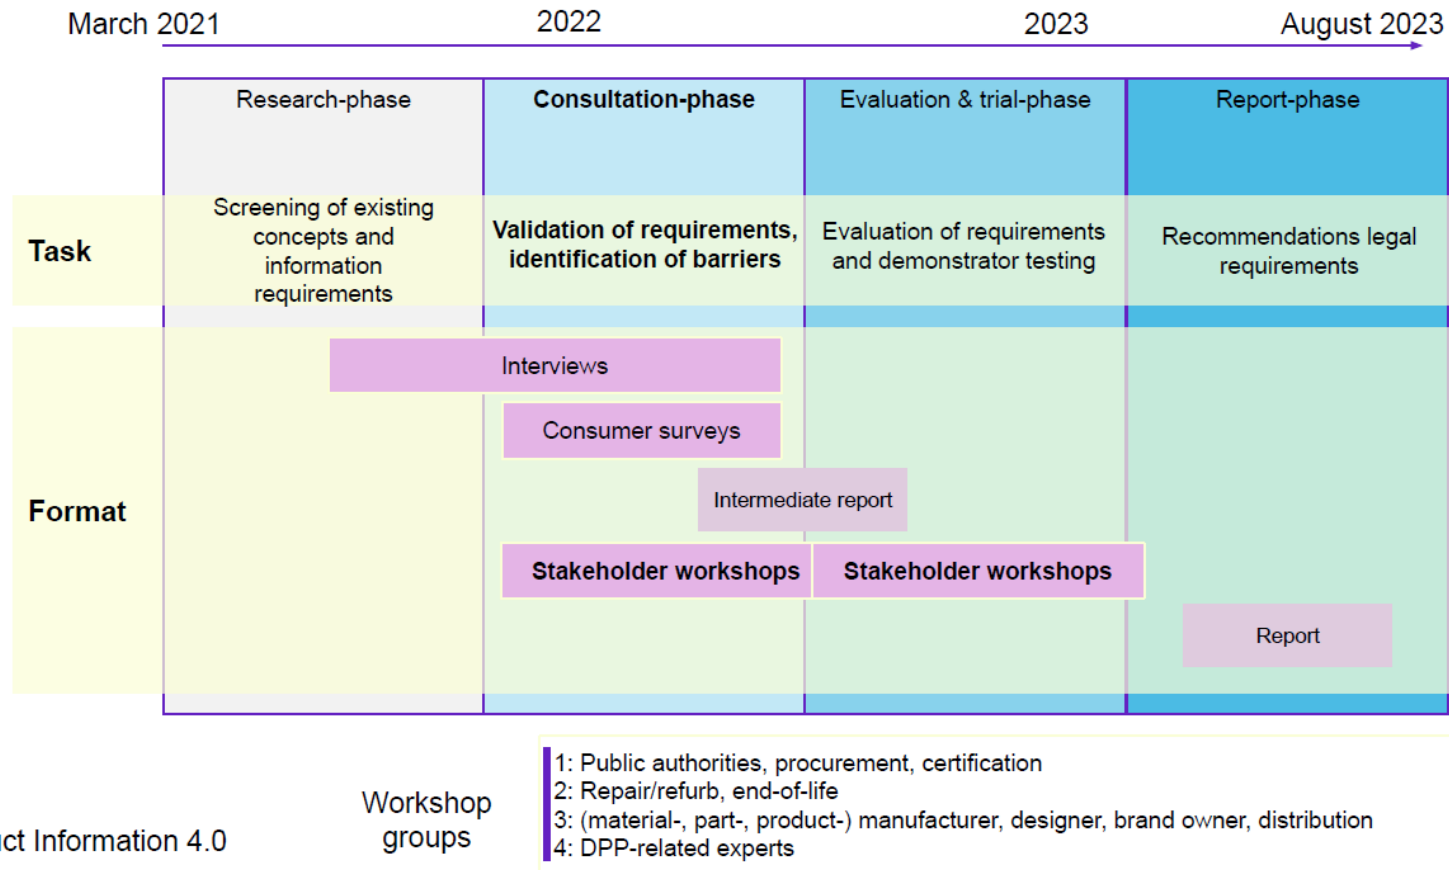 March 2021
2022
2023
August 2023
Research-phase
Consultation-phase
Evaluation & trial-phase
Report-phase
Task
Screening of existing
concepts and
information
requirements
Validation of requirements,
identification of barriers
Evaluation of requirements
and demonstrator testing
Recommendations legal
requirements
Format
Interviews
Consumer surveys
Intermediate report
Stakeholder workshops
Stakeholder workshops
Report
Workshop
groups
1: Public authorities, procurement, certification
2: Repair/refurb, end-of-life
3: (material-, part-, product-) manufacturer, designer, brand owner, distribution
4: DPP-related experts
ct Information 4.0